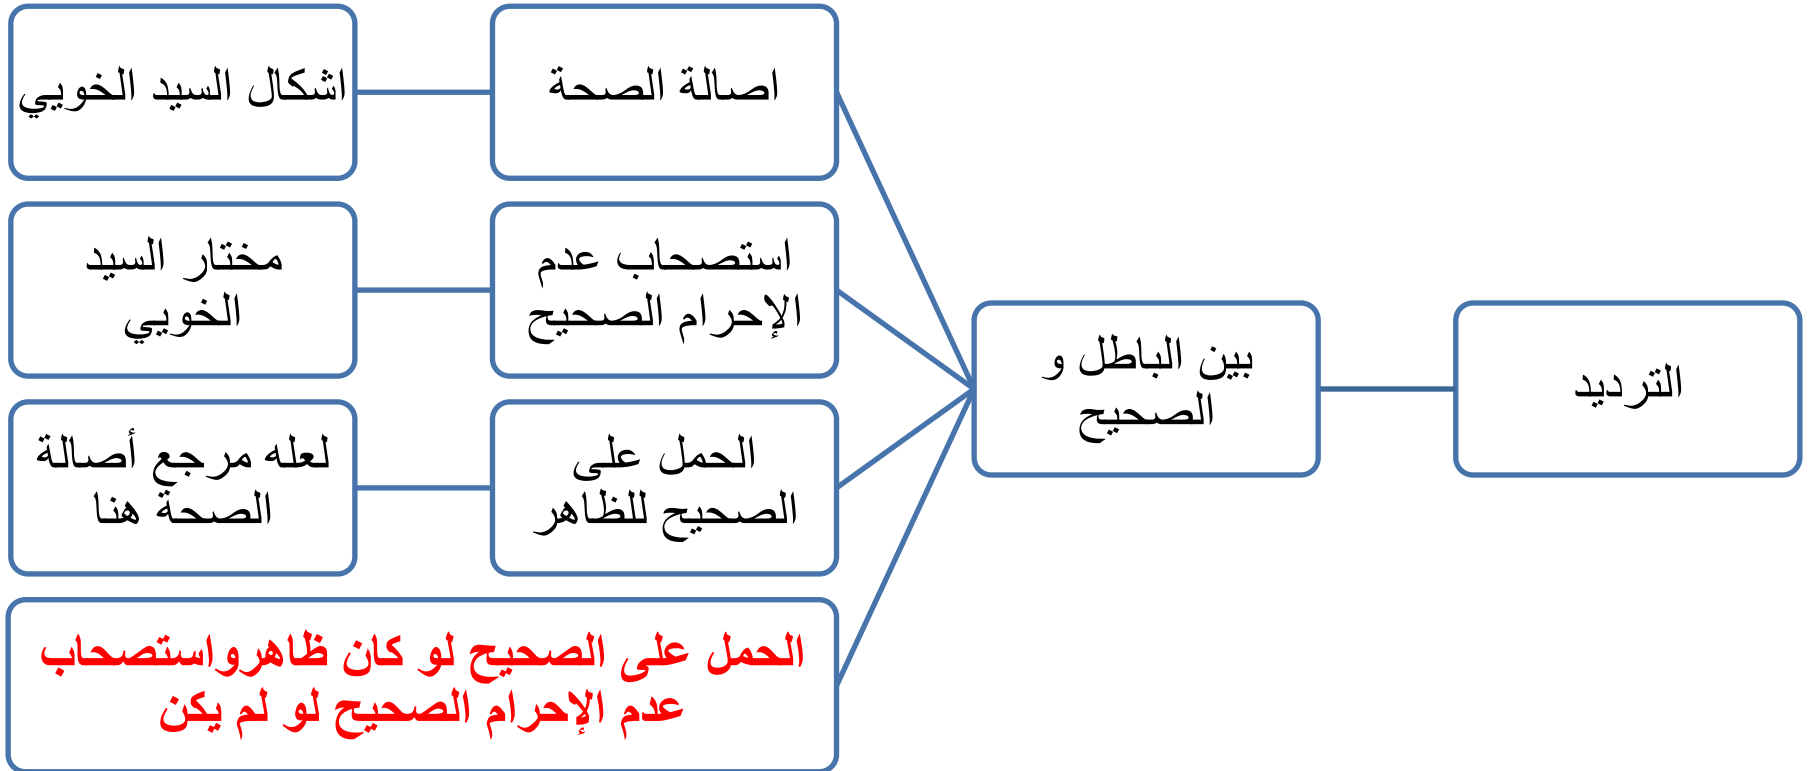 الترديد
بين الباطل و
الصحيح
اصالة الصحة
اشكال السيد الخويي
استصحاب عدم
الإحرام الصحيح
مختار السيد
الخويي
الحمل على
الصحيح للظاهر
لعله مرجع أصالة
الصحة هنا
الحمل على الصحيح لو كان ظاهرواستصحاب
عدم الإحرام الصحيح لو لم يكن